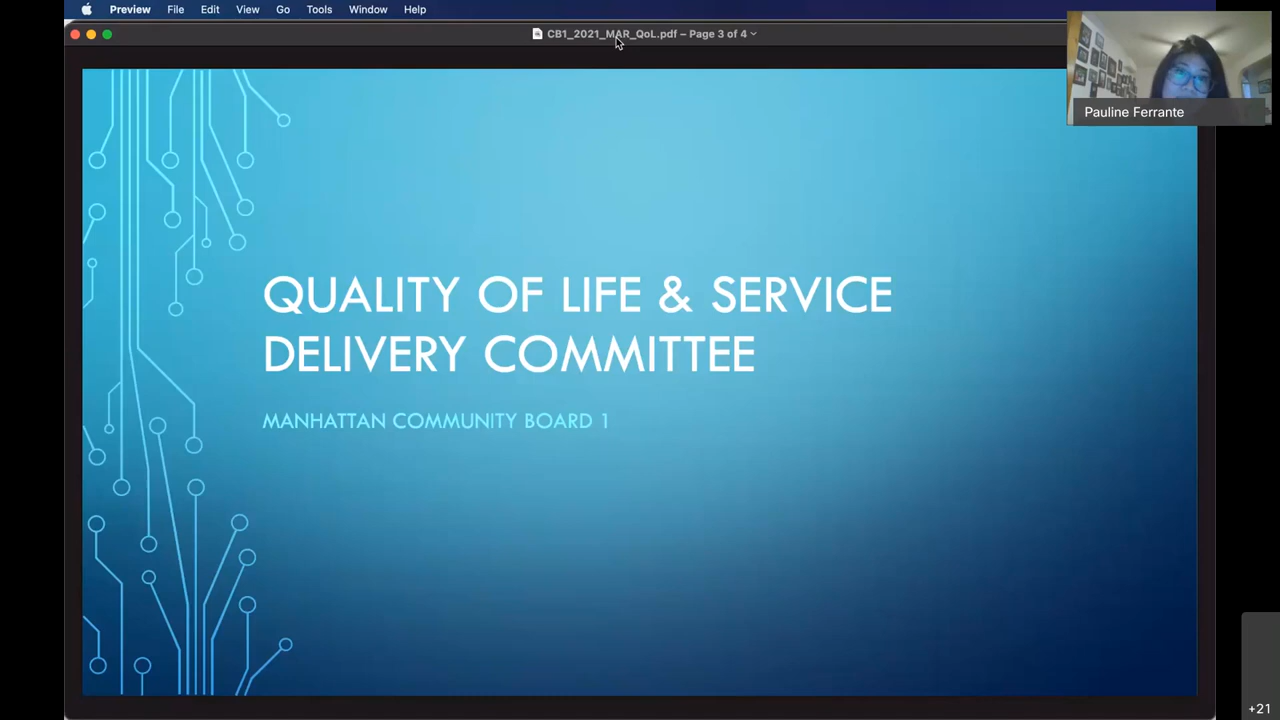 Preview File Edit View Go Tools Window Help
CB1_2021_MAR_QoL.pdf – Page 3 of 4
Pauline Ferrante
QUALITY OF LIFE & SERVICE
DELIVERY COMMITTEE
MANHATTAN COMMUNITY BOARD 1
+21